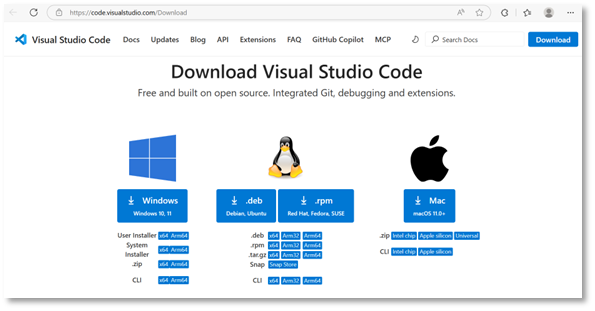 https://code.visualstudio.com/Download
Visual Studio Code Docs Updates Blog API Extensions FAQ GitHub Copilot MCP Search Docs Download
Download Visual Studio Code
Free and built on open source. Integrated Git, debugging and extensions.
Windows
Windows 10, 11
User Installer x64 Arm64
System
Installer x64 Arm64
.zip x64 Arm64
CLI x64 Arm64
.deb
Debian, Ubuntu
.rpm
Red Hat, Fedora, SUSE
.deb x64 Arm32 Arm64
.rpm x64 Arm32 Arm64
.tar.gz x64 Arm32 Arm64
Snap Snap Store
CLI x64 Arm32 Arm64
Mac
macOS 11.0+
.zip Intel chip Apple silicon Universal
CLI Intel chip Apple silicon